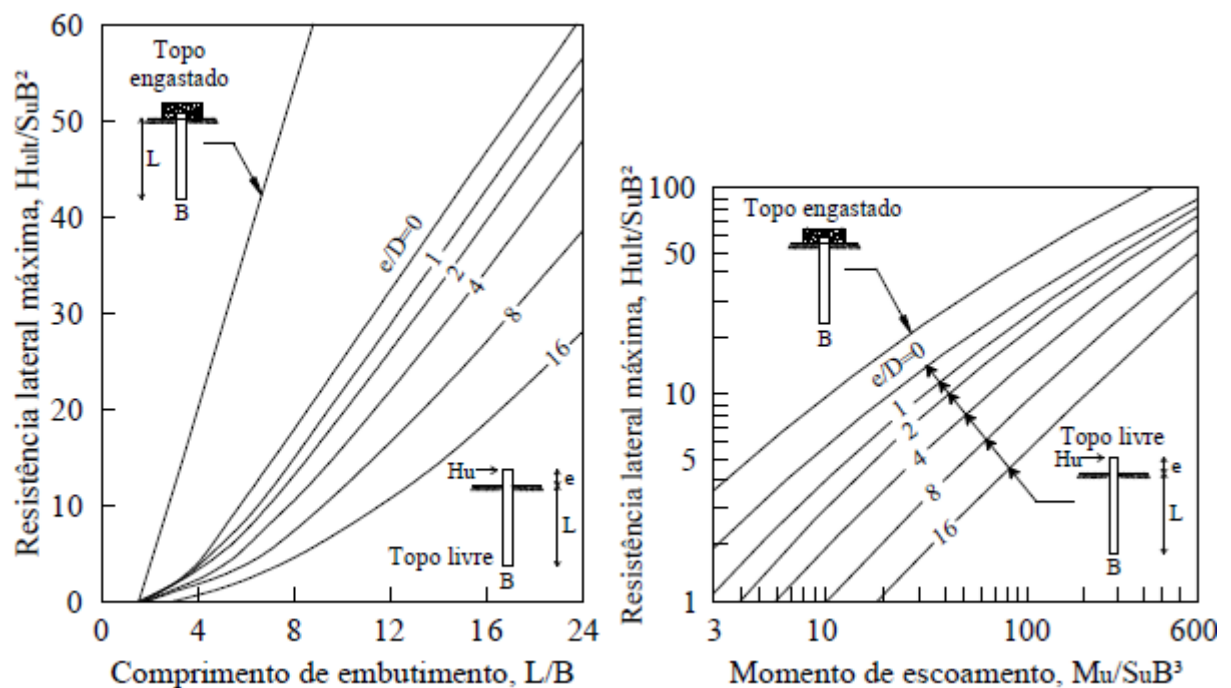 Resistência lateral máxima, Hult/SuB²
60
50
40
30
20
10
0
Topo
engastado
L
B
e/D=0
1
2
4
8
16
Hu
e
L
Topo livre
B
0
4
8
12
16
20
24
Comprimento de embutimento, L/B
Resistência lateral máxima, Hult/SuB²
100
50
10
5
1
Topo engastado
B
e/D=0
1
2
4
8
16
Topo livre
Hu
e
L
B
3
10
100
600
Momento de escoamento, Mu/SuB³